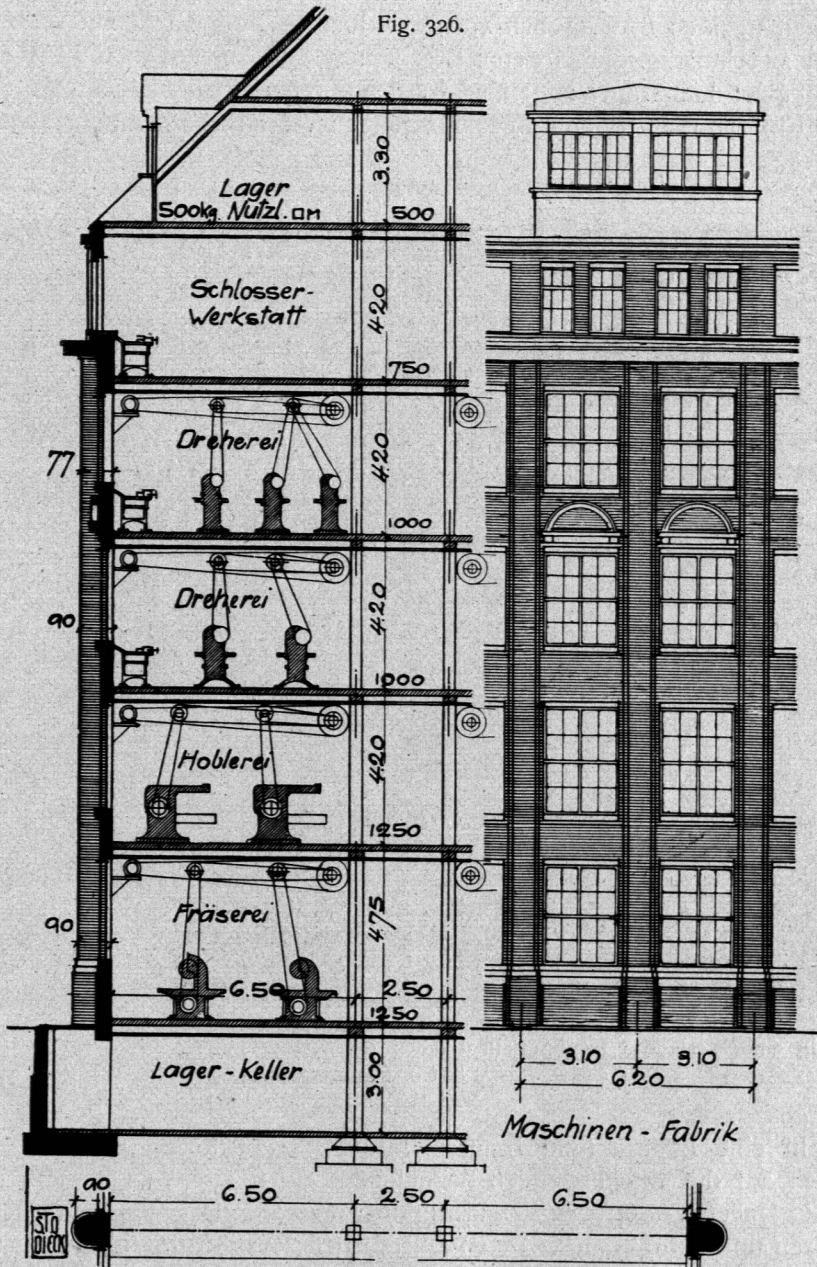 Fig. 326.
3.30
Lager
500kg. Nutzl. □M
500
Schlosser-
Werkstatt
4.20
750
Dreherei
77
4.20
1000
Dreherei
90
4.20
1000
Hoblerei
4.20
1250
Fräserei
90
4.75
6.50
2.50
1250
Lager-Keller
3.00
3.10
3.10
6.20
Maschinen-Fabrik
90
6.50
2.50
6.50
STO
DIECK